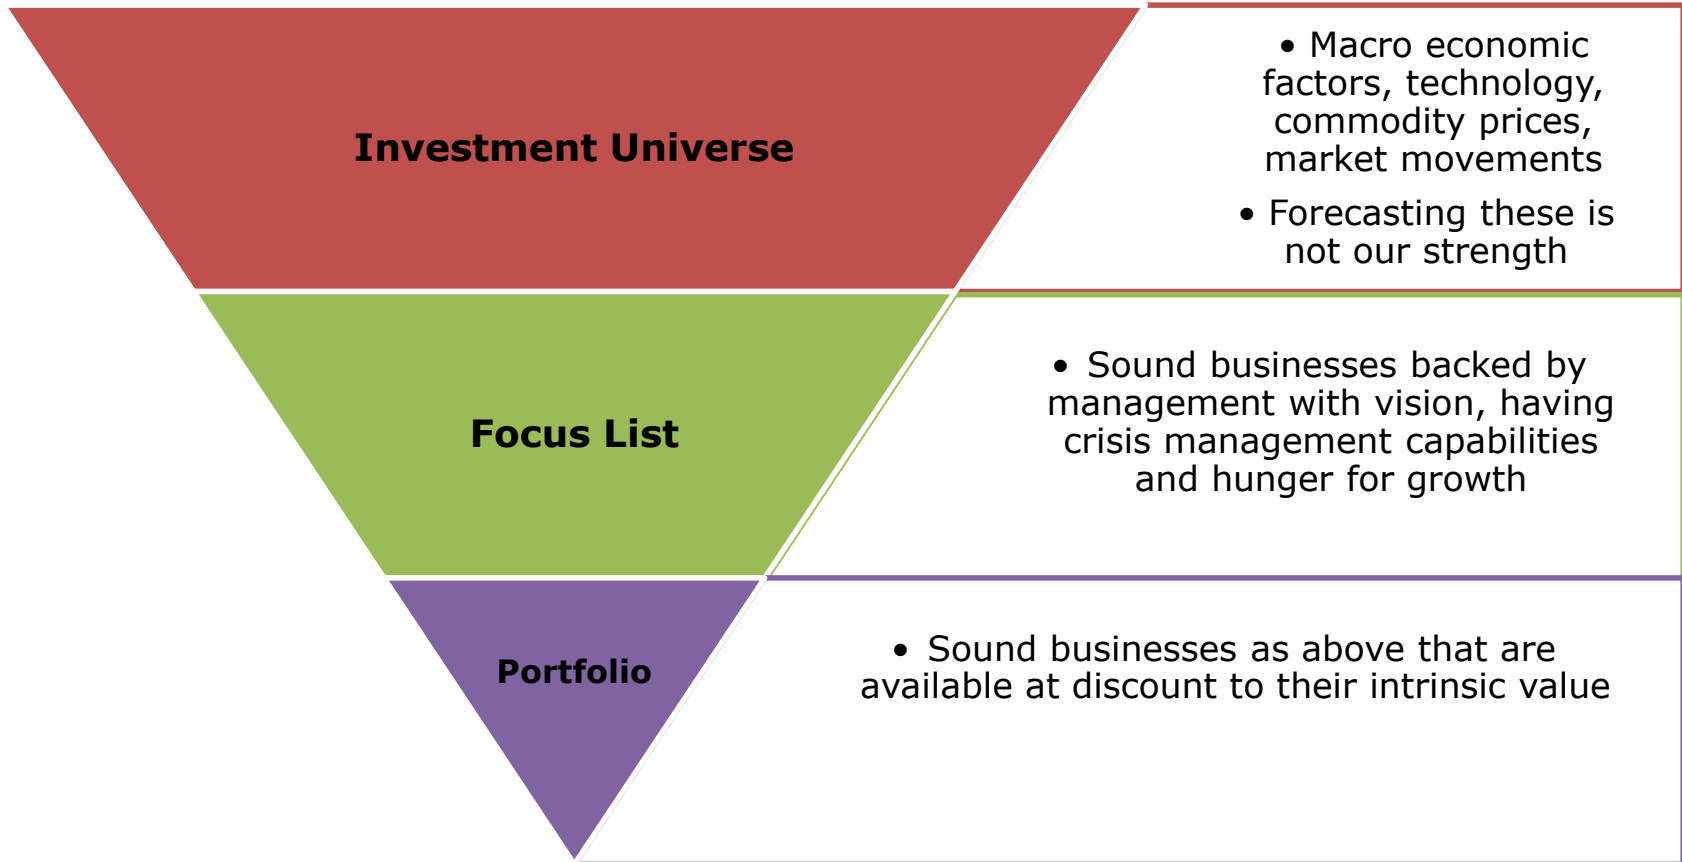 Investment Universe
• Macro economic
factors, technology,
commodity prices,
market movements
• Forecasting these is
not our strength
Focus List
• Sound businesses backed by
management with vision, having
crisis management capabilities
and hunger for growth
Portfolio
• Sound businesses as above that are
available at discount to their intrinsic value